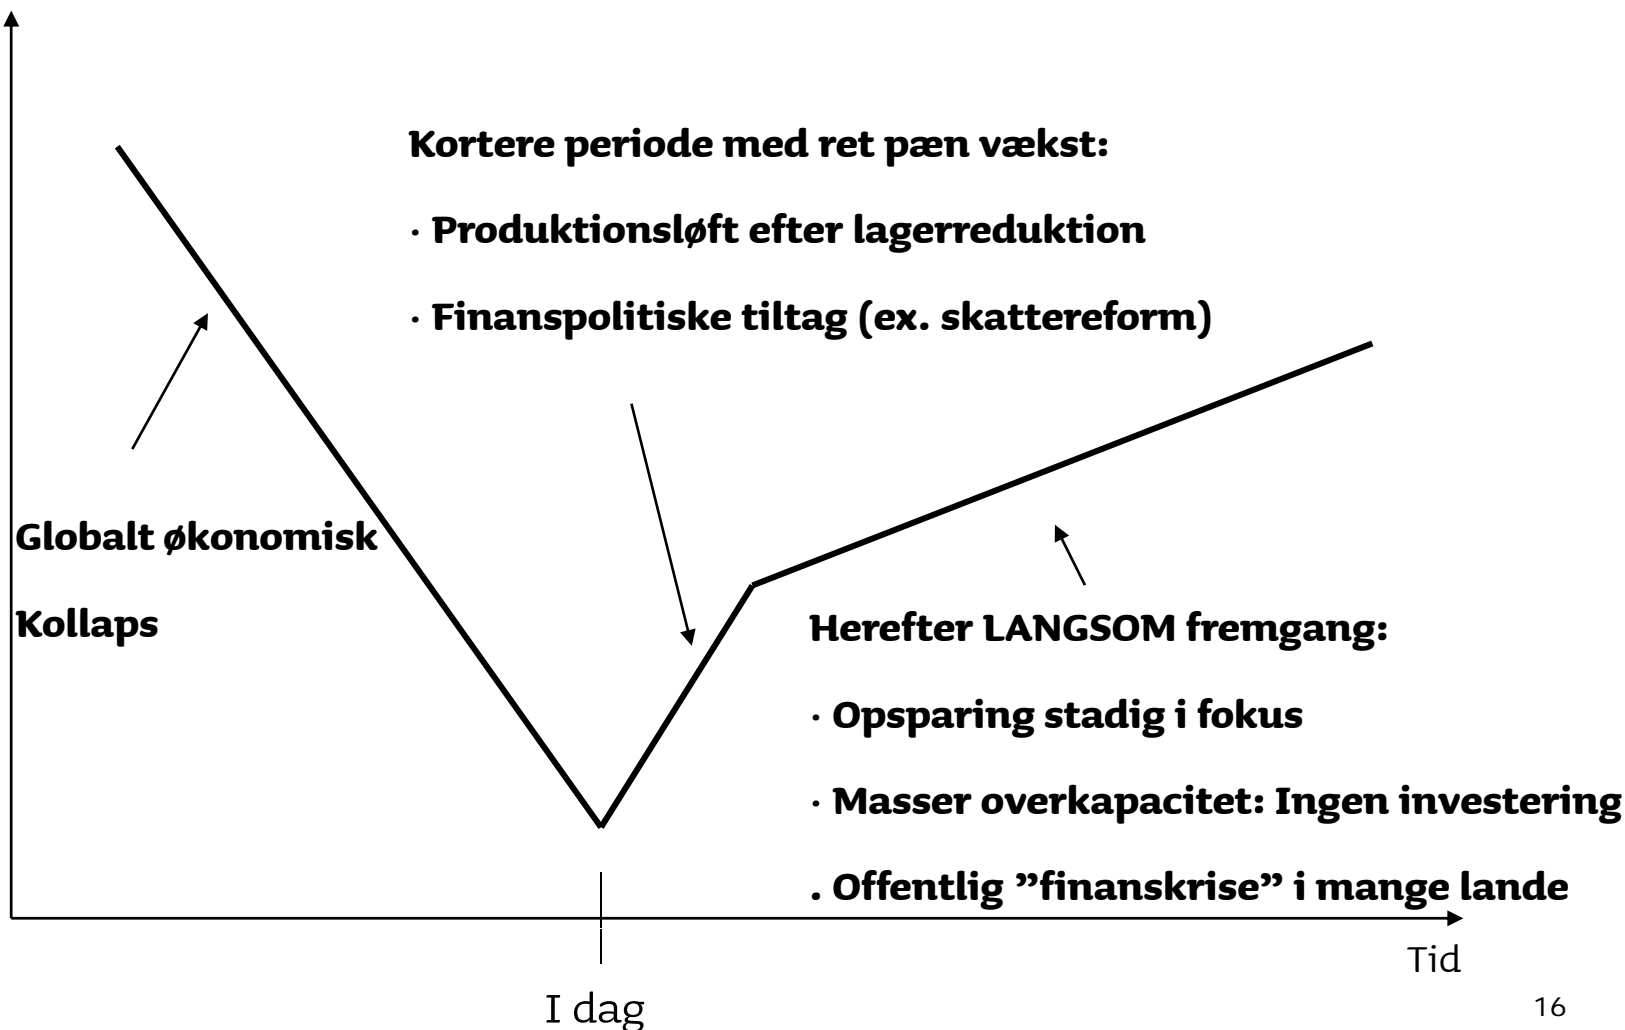 Kortere periode med ret pæn vækst:
· Produktionsløft efter lagerreduktion
· Finanspolitiske tiltag (ex. skattereform)
Globalt økonomisk
Kollaps
Herefter LANGSOM fremgang:
· Opsparing stadig i fokus
· Masser overkapacitet: Ingen investering
. Offentlig ”finanskrise” i mange lande
Tid
I dag
16